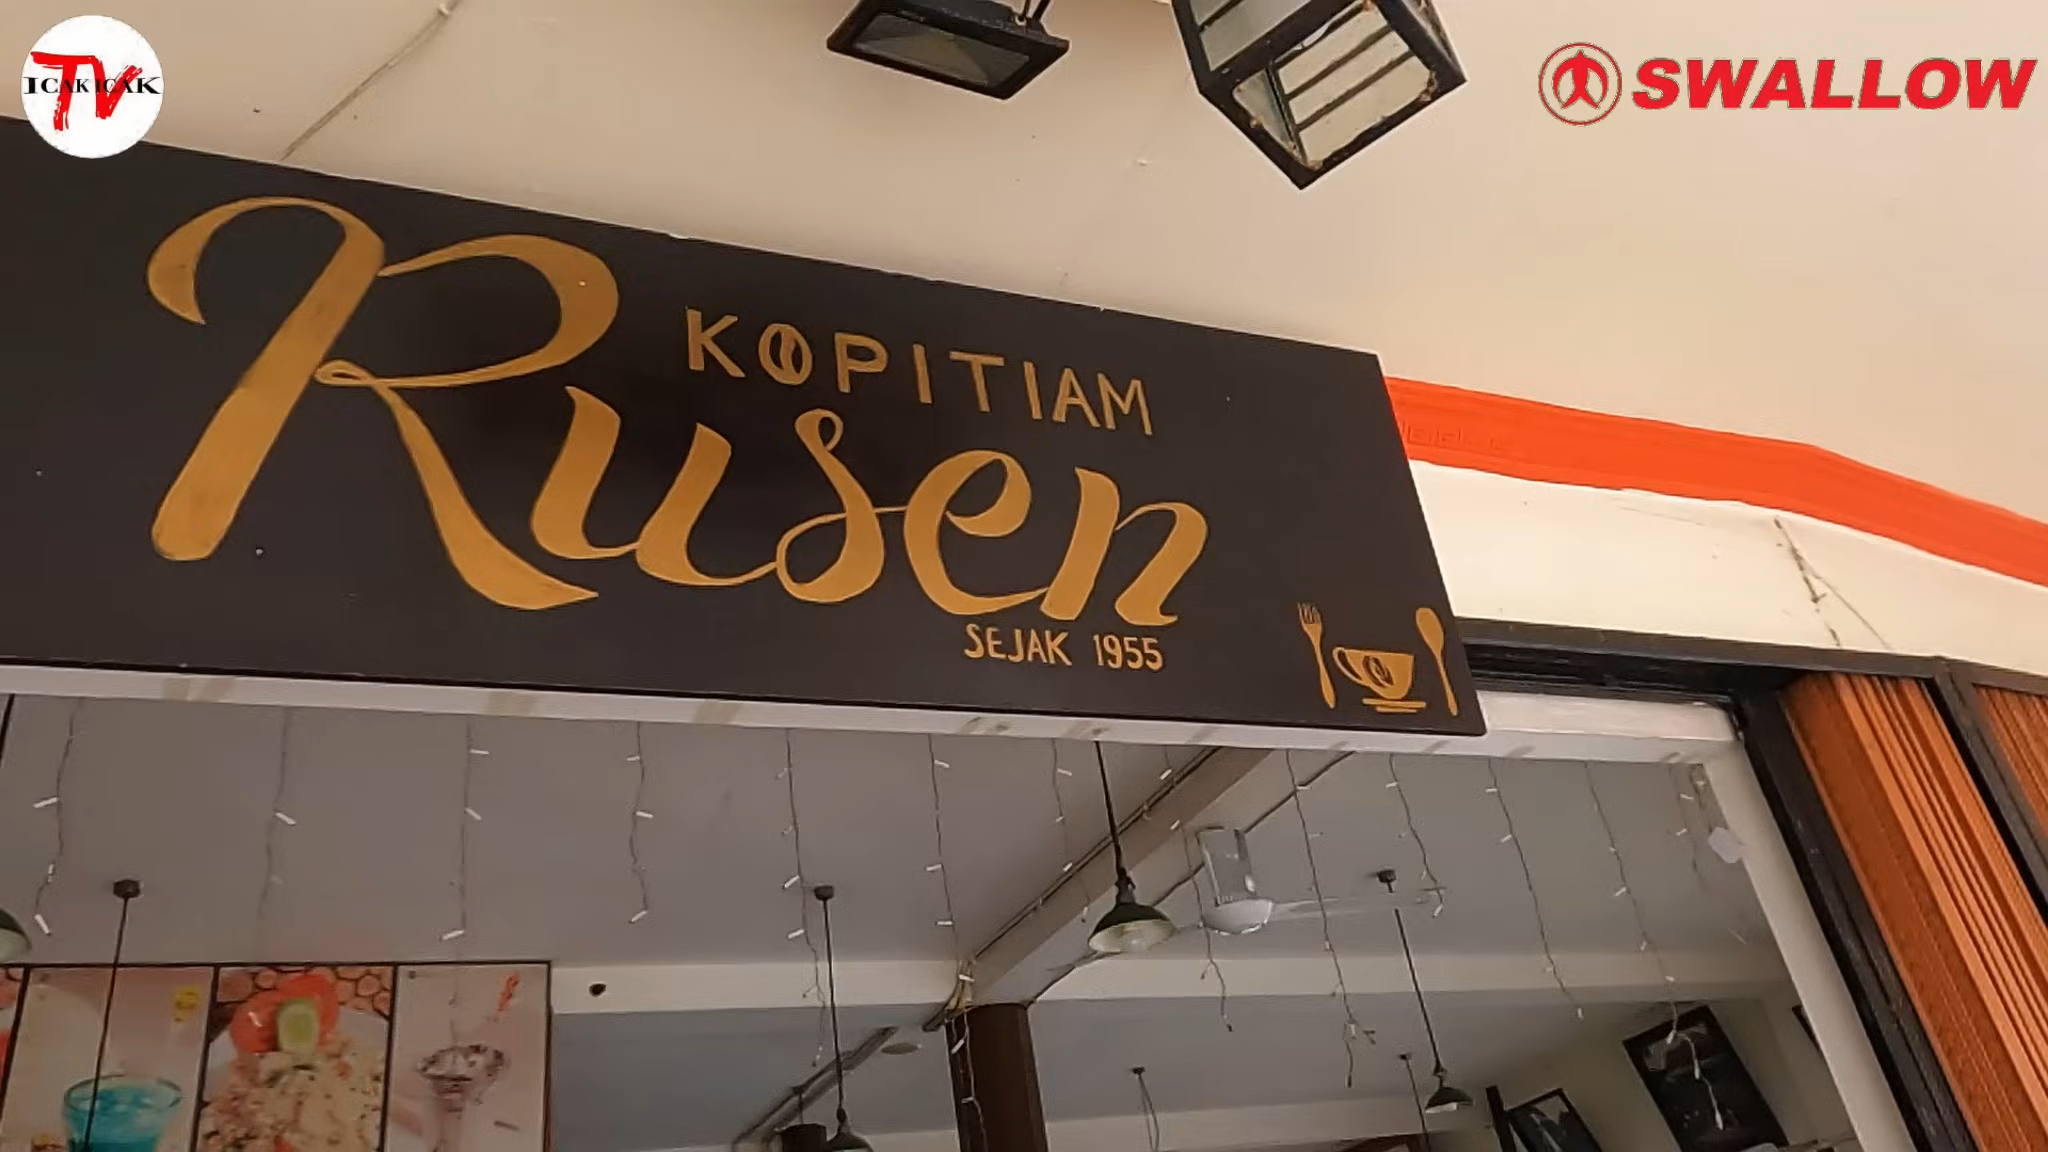 ICAK ICAK
TV
SWALLOW
KOPITIAM
Rusen
SEJAK 1955